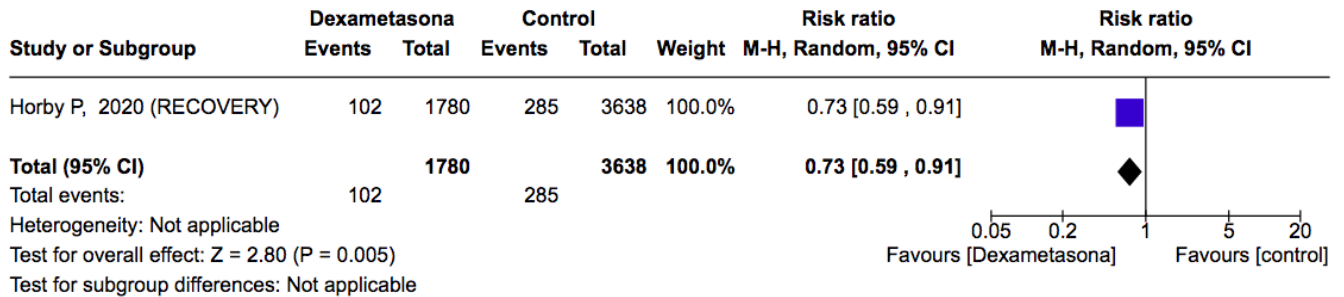 Dexametasona Control Risk ratio Risk ratio
Study or Subgroup Events Total Events Total Weight M-H, Random, 95% CI M-H, Random, 95% CI
Horby P, 2020 (RECOVERY) 102 1780 285 3638 100.0% 0.73 [0.59 , 0.91]
Total (95% CI) 1780 3638 100.0% 0.73 [0.59 , 0.91]
Total events: 102 285
Heterogeneity: Not applicable
0.05 0.2 1 5 20
Test for overall effect: Z = 2.80 (P = 0.005)
Favours [Dexametasona] Favours [control]
Test for subgroup differences: Not applicable